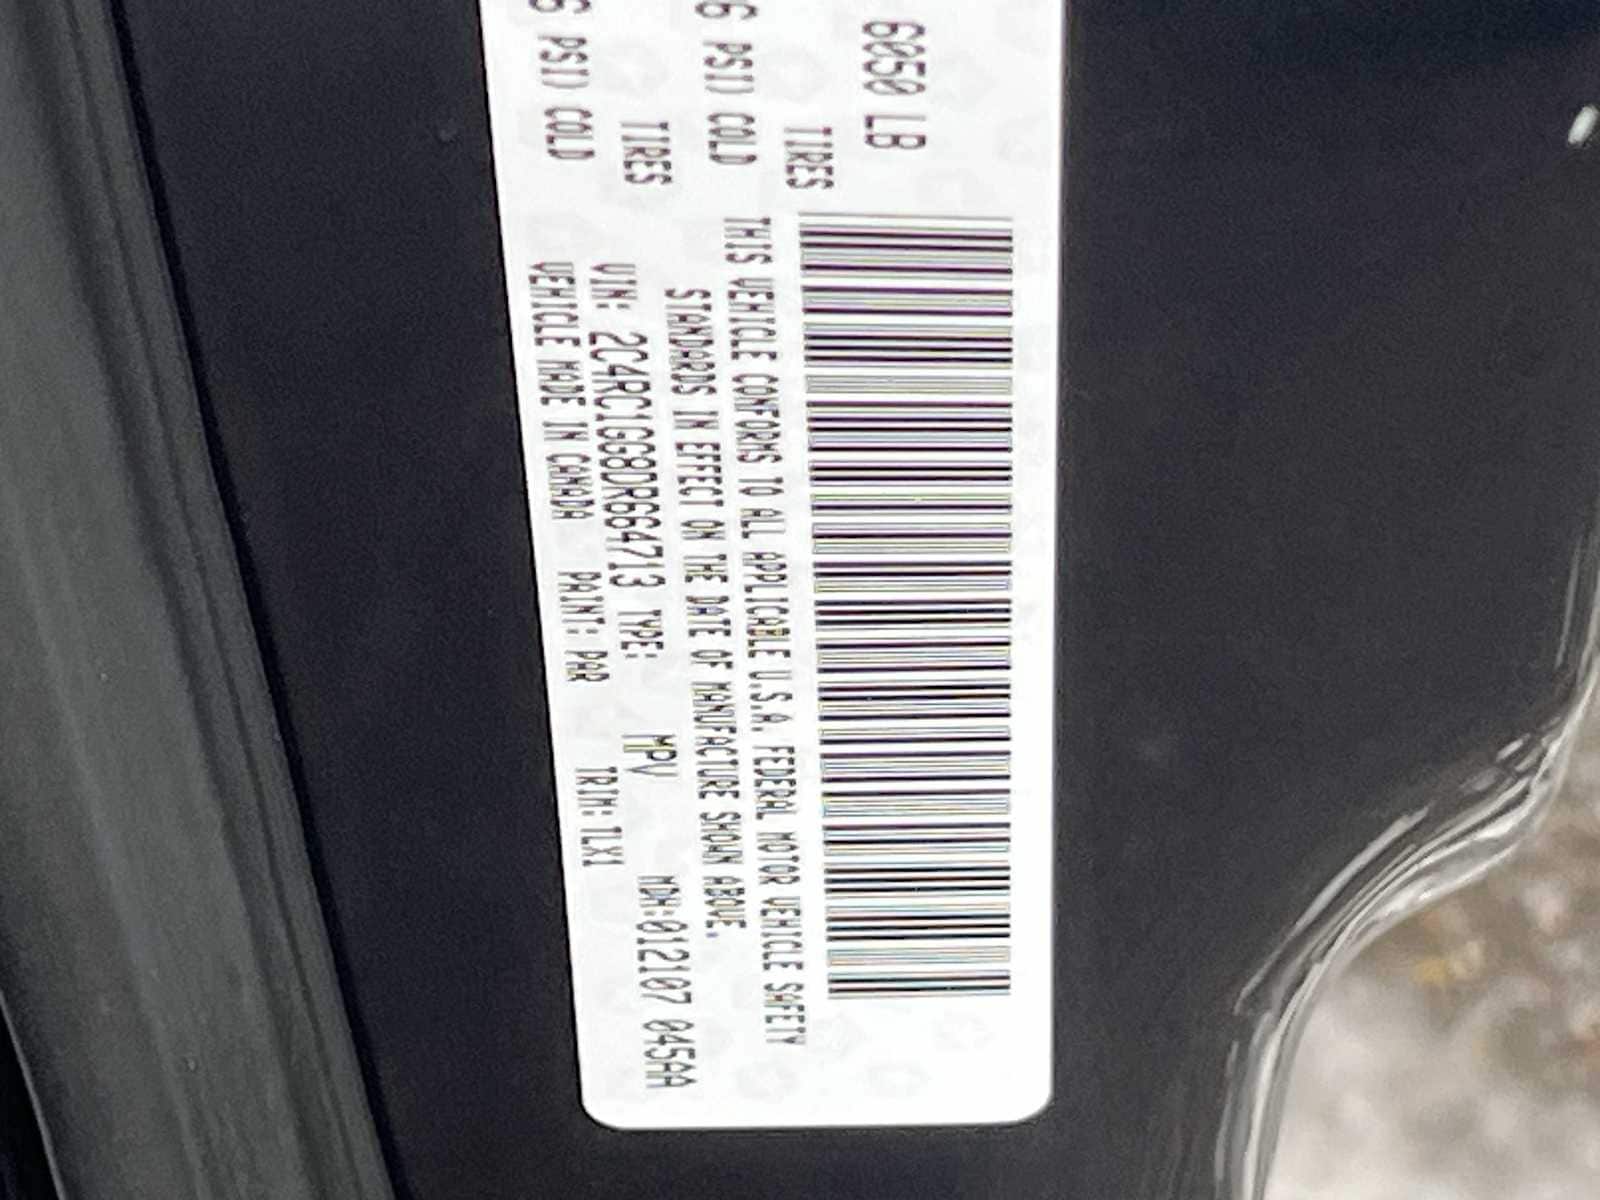 6050 LB
TIRES
6 PSI) COLD
TIRES
6 PSI) COLD
THIS VEHICLE CONFORMS TO ALL APPLICABLE U.S.A. FEDERAL MOTOR VEHICLE SAFETY
STANDARDS IN EFFECT ON THE DATE OF MANUFACTURE SHOWN ABOVE.
VIN: 2C4RC1GG8DR664713 TYPE: MPV MDH:012107 045AA
VEHICLE MADE IN CANADA PAINT: PAR TRIM:TLX1